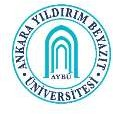 ANKARA YILDIRIM BEYAZIT
AYBÜ
ÜNİVERSİTESİ